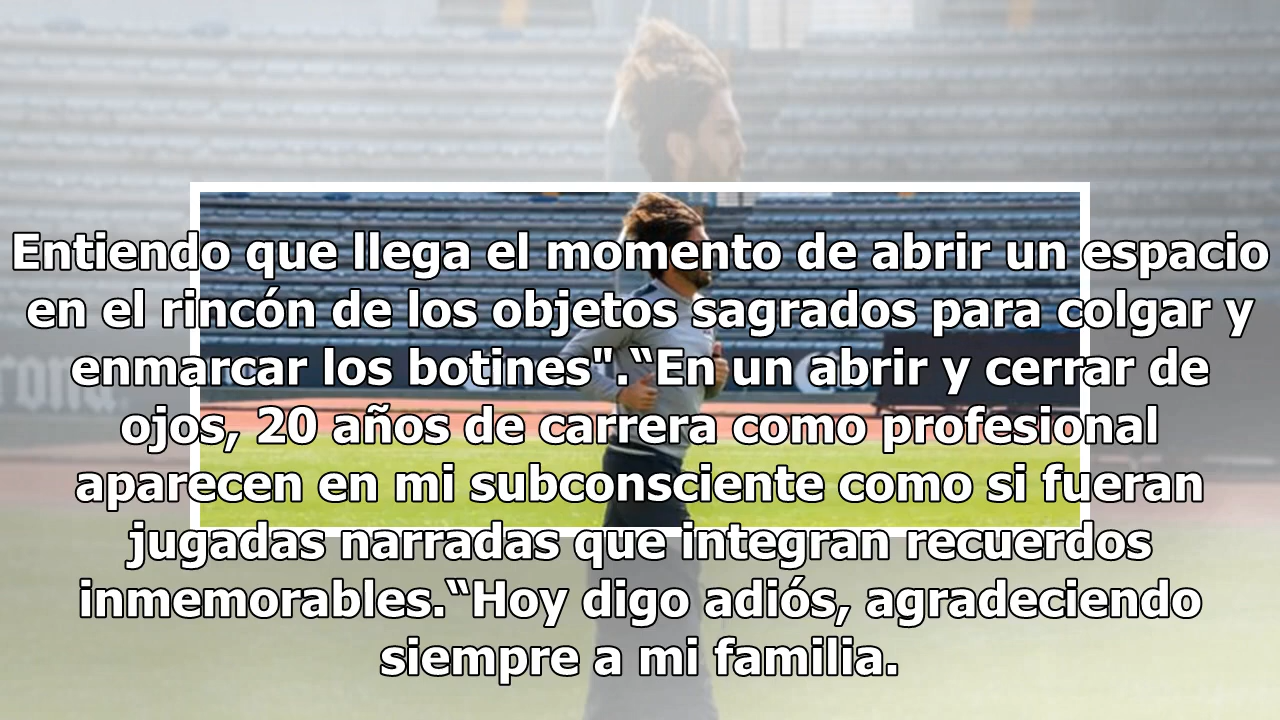 Entiendo que llega el momento de abrir un espacio
en el rincón de los objetos sagrados para colgar y
enmarcar los botines" .“En un abrir y cerrar de
ojos, 20 años de carrera como profesional
aparecen en mi subconsciente como si fueran
jugadas narradas que integran recuerdos
inmemorables.“Hoy digo adiós, agradeciendo
siempre a mi familia.